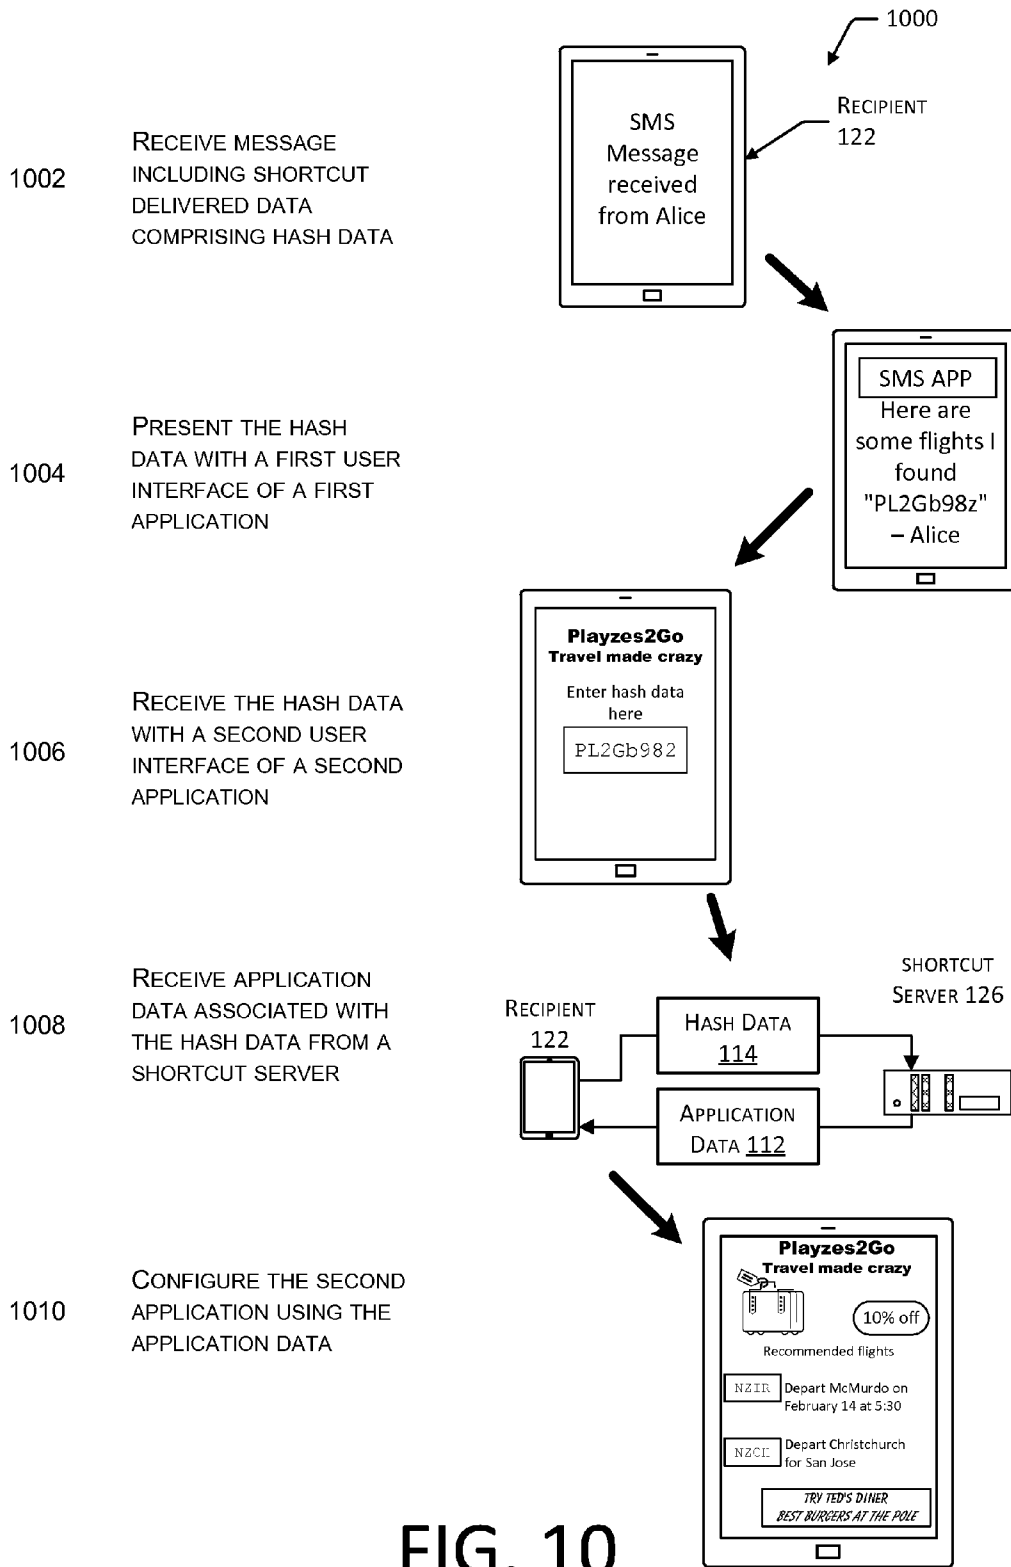 1000
RECIPIENT
122
1002
RECEIVE MESSAGE
INCLUDING SHORTCUT
DELIVERED DATA
COMPRISING HASH DATA
SMS
Message
received
from Alice
1004
PRESENT THE HASH
DATA WITH A FIRST USER
INTERFACE OF A FIRST
APPLICATION
SMS APP
Here are
some flights I
found
"PL2Gb98z"
– Alice
1006
RECEIVE THE HASH DATA
WITH A SECOND USER
INTERFACE OF A SECOND
APPLICATION
Playzes2Go
Travel made crazy
Enter hash data
here
PL2Gb982
1008
RECEIVE APPLICATION
DATA ASSOCIATED WITH
THE HASH DATA FROM A
SHORTCUT SERVER
RECIPIENT
122
HASH DATA
114
APPLICATION
DATA 112
SHORTCUT
SERVER 126
1010
CONFIGURE THE SECOND
APPLICATION USING THE
APPLICATION DATA
Playzes2Go
Travel made crazy
10% off
Recommended flights
NZIR
Depart McMurdo on
February 14 at 5:30
NZCH
Depart Christchurch
for San Jose
TRY TED'S DINER
BEST BURGERS AT THE POLE
FIG. 10